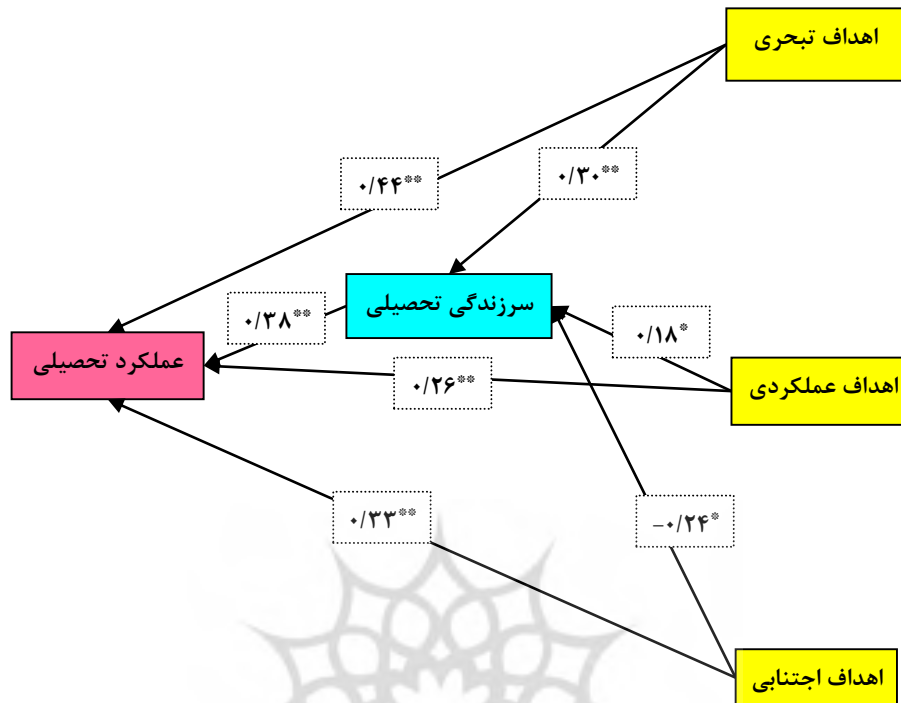 اهداف تبحری
۰/۴۴**
۰/۳۰**
سرزندگی تحصیلی
۰/۳۸**
۰/۱۸*
عملکرد تحصیلی
۰/۲۶**
اهداف عملکردی
۰/۳۳**
-۰/۲۴*
اهداف اجتنابی